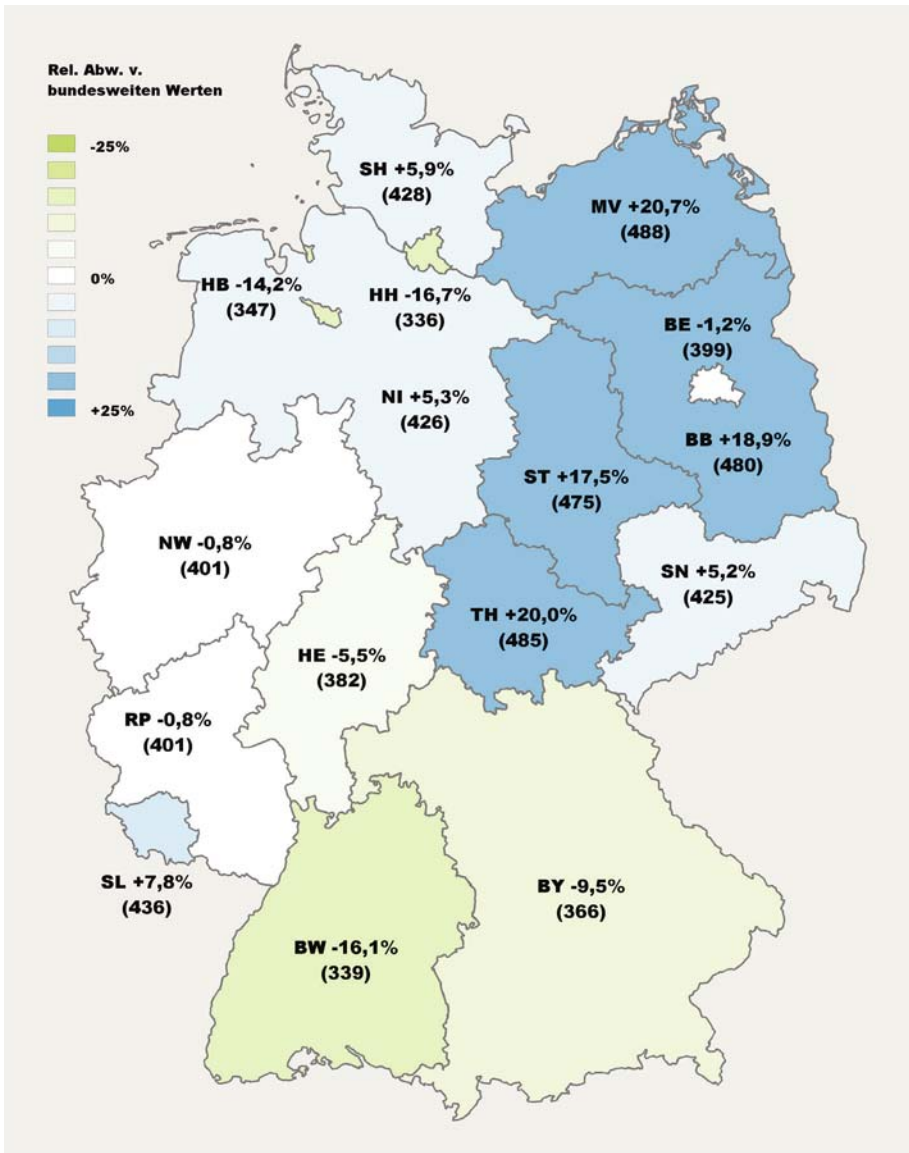 Rel. Abw. v.
bundesweiten Werten
-25%
0%
+25%
SH +5,9%
(428)
MV +20,7%
(488)
HB -14,2%
(347)
HH -16,7%
(336)
BE -1,2%
(399)
NI +5,3%
(426)
BB +18,9%
(480)
ST +17,5%
(475)
NW -0,8%
(401)
SN +5,2%
(425)
TH +20,0%
(485)
HE -5,5%
(382)
RP -0,8%
(401)
SL +7,8%
(436)
BY -9,5%
(366)
BW -16,1%
(339)